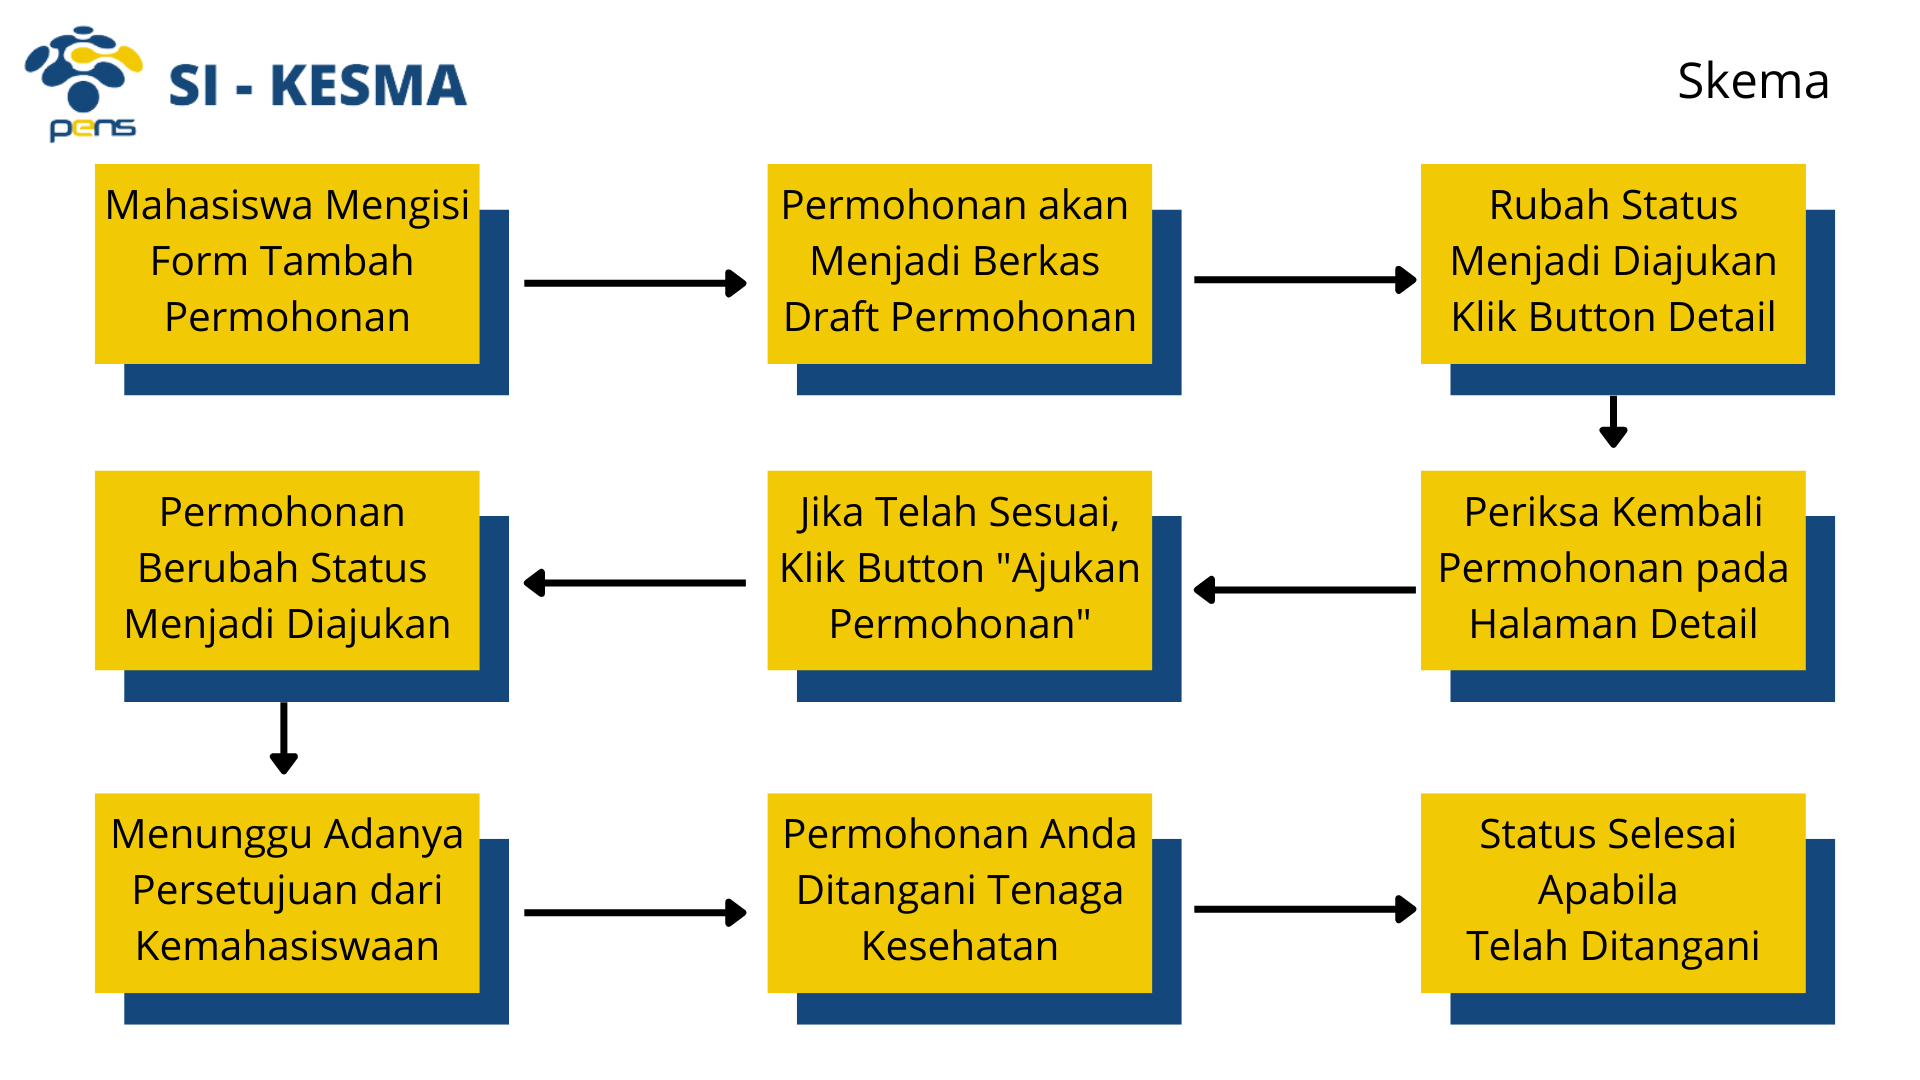 SI - KESMA
pens
Skema
Mahasiswa Mengisi
Form Tambah
Permohonan
Permohonan akan
Menjadi Berkas
Draft Permohonan
Rubah Status
Menjadi Diajukan
Klik Button Detail
Periksa Kembali
Permohonan pada
Halaman Detail
Jika Telah Sesuai,
Klik Button "Ajukan
Permohonan"
Permohonan
Berubah Status
Menjadi Diajukan
Menunggu Adanya
Persetujuan dari
Kemahasiswaan
Permohonan Anda
Ditangani Tenaga
Kesehatan
Status Selesai
Apabila
Telah Ditangani